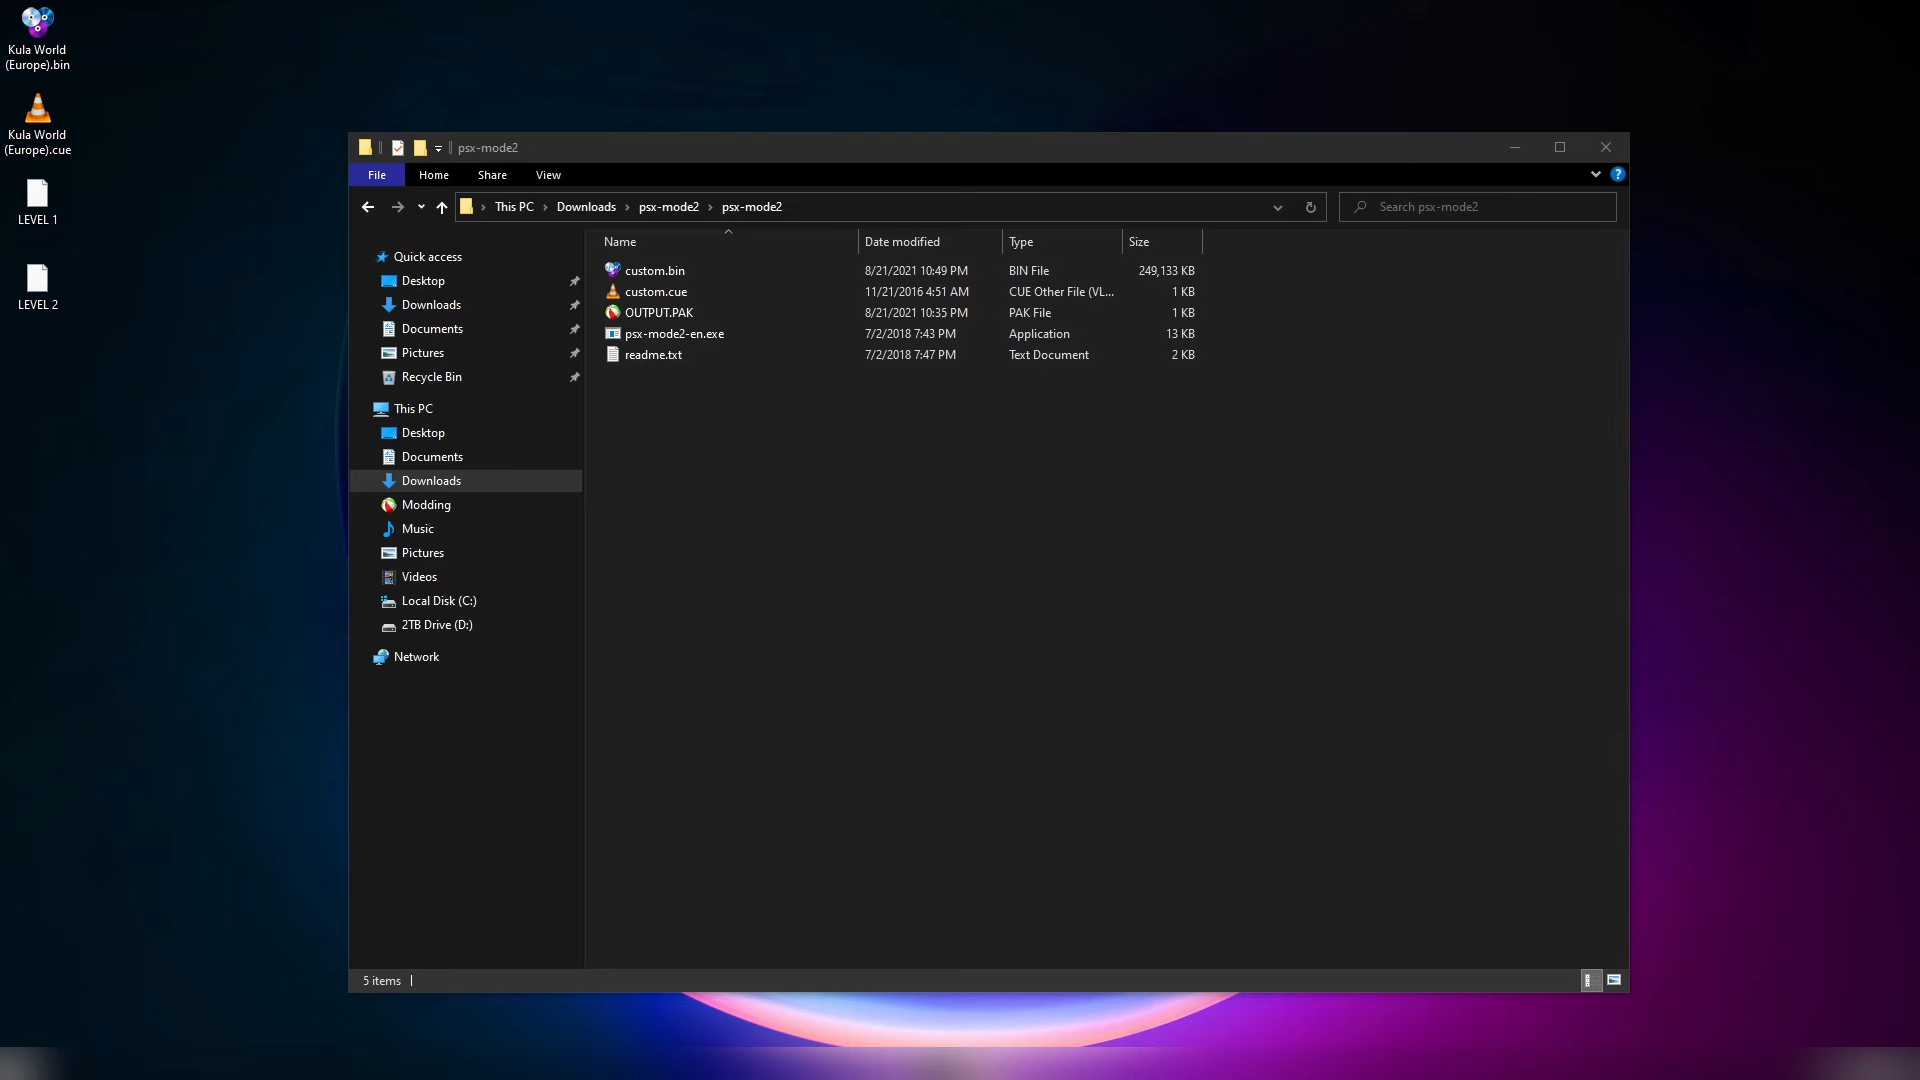 Kula World
(Europe).bin
Kula World
(Europe).cue
LEVEL 1
LEVEL 2
psx-mode2
File Home Share View
This PC > Downloads > psx-mode2 > psx-mode2
Search psx-mode2
Name Date modified Type Size
custom.bin 8/21/2021 10:49 PM BIN File 249,133 KB
custom.cue 11/21/2016 4:51 AM CUE Other File (VL... 1 KB
OUTPUT.PAK 8/21/2021 10:35 PM PAK File 1 KB
psx-mode2-en.exe 7/2/2018 7:43 PM Application 13 KB
readme.txt 7/2/2018 7:47 PM Text Document 2 KB
Quick access
Desktop
Downloads
Documents
Pictures
Recycle Bin
This PC
Desktop
Documents
Downloads
Modding
Music
Pictures
Videos
Local Disk (C:)
2TB Drive (D:)
Network
5 items